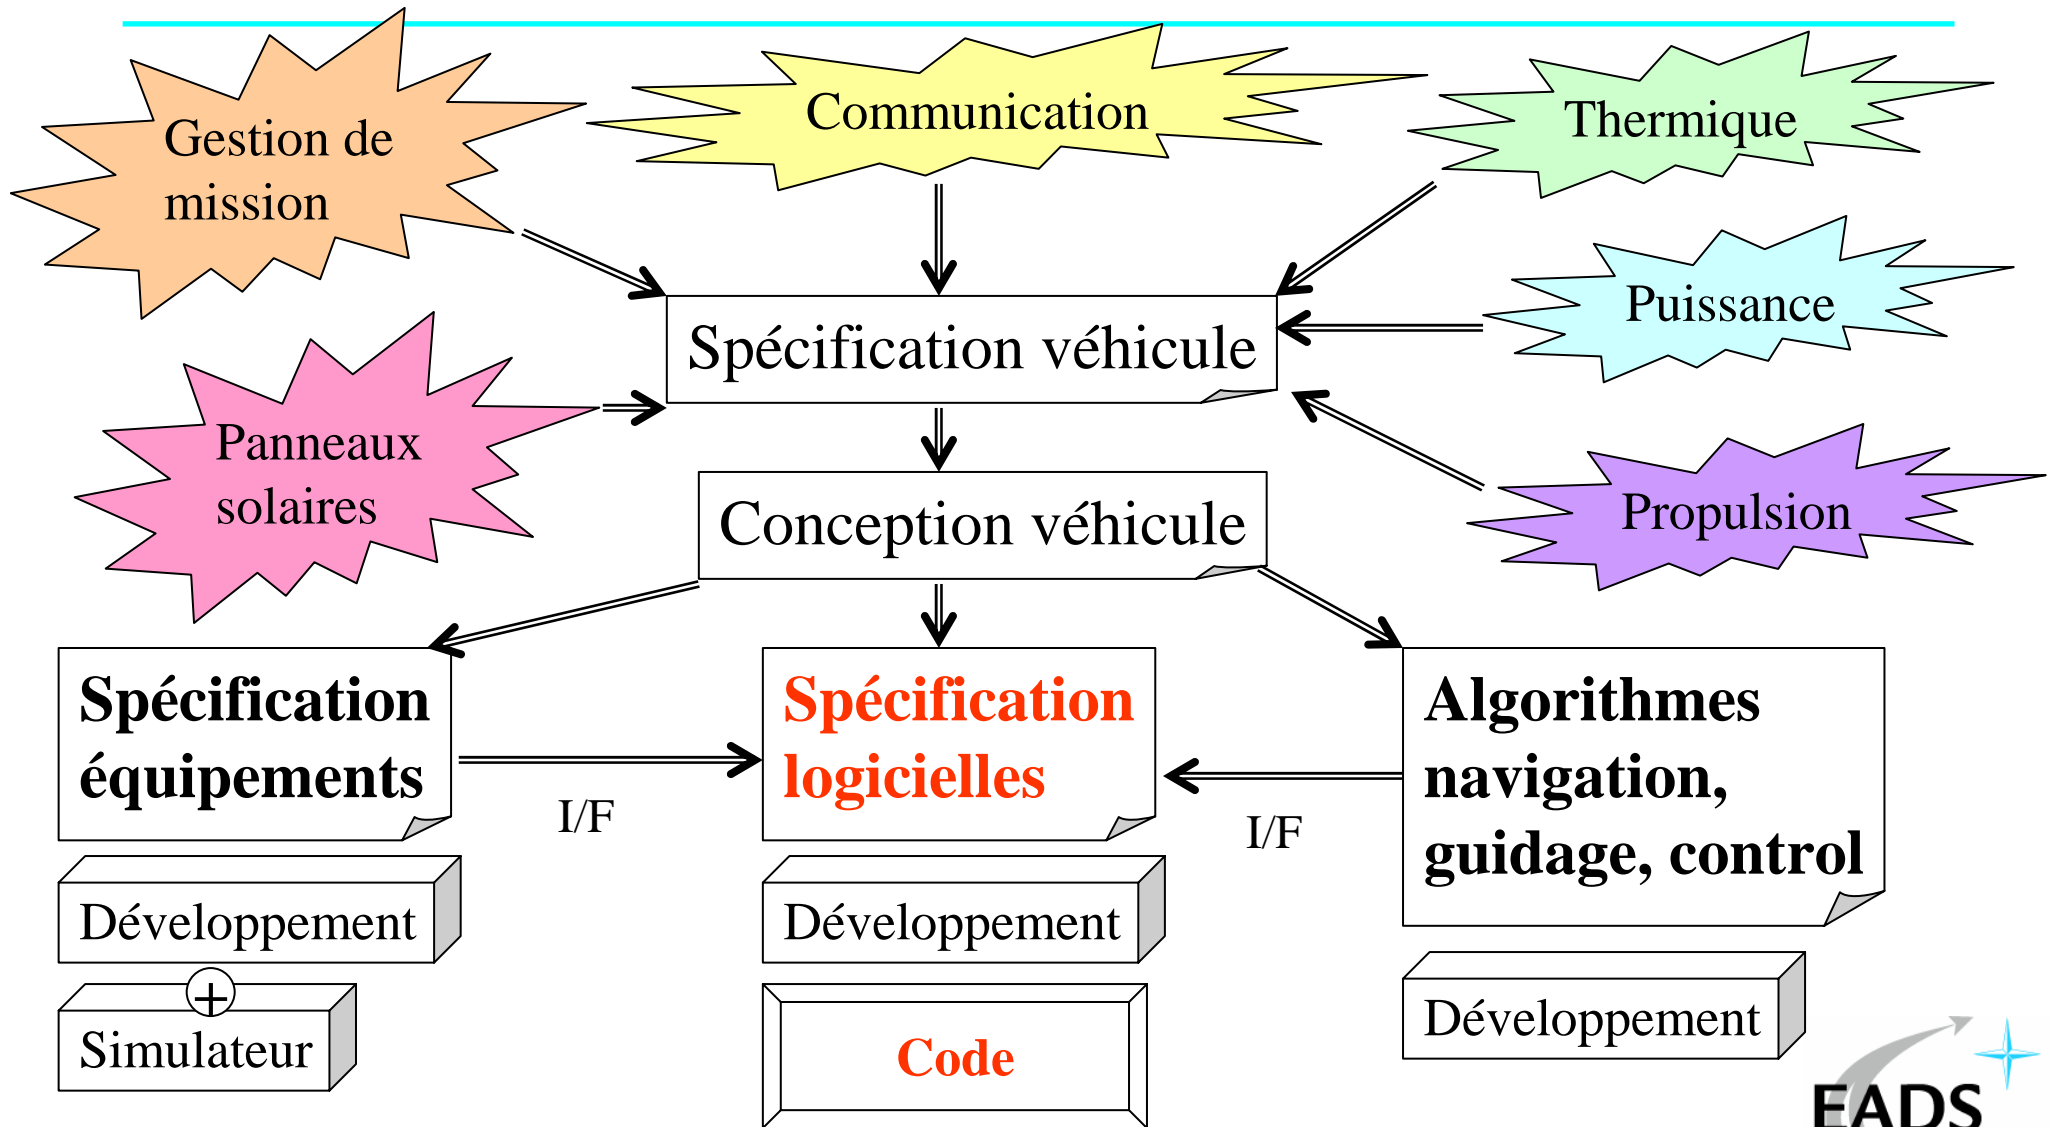 Gestion de
mission
Communication
Thermique
Puissance
Spécification véhicule
Panneaux
solaires
Propulsion
Conception véhicule
Spécification
équipements
I/F
Spécification
logicielles
I/F
Algorithmes
navigation,
guidage, control
Développement
+
Simulateur
Développement
Code
Développement
EADS